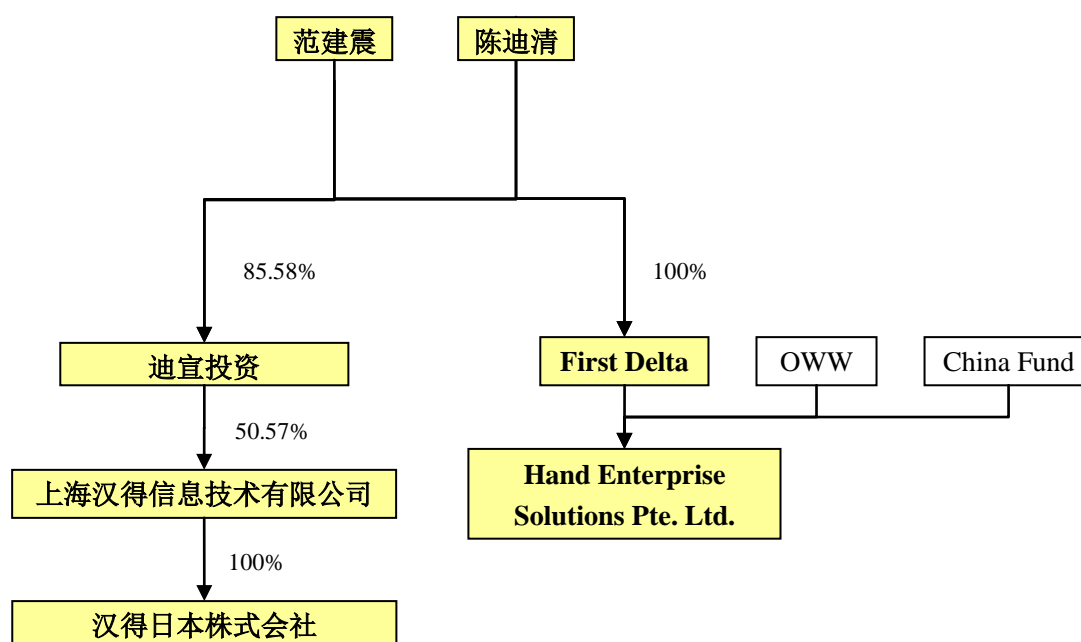 范建震
陈迪清
85.58%
100%
迪宣投资
First Delta
OWW
China Fund
50.57%
上海汉得信息技术有限公司
Hand Enterprise
Solutions Pte. Ltd.
100%
汉得日本株式会社